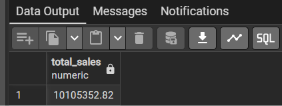 Data Output Messages Notifications
SQL
total_sales
numeric
1 10105352.82